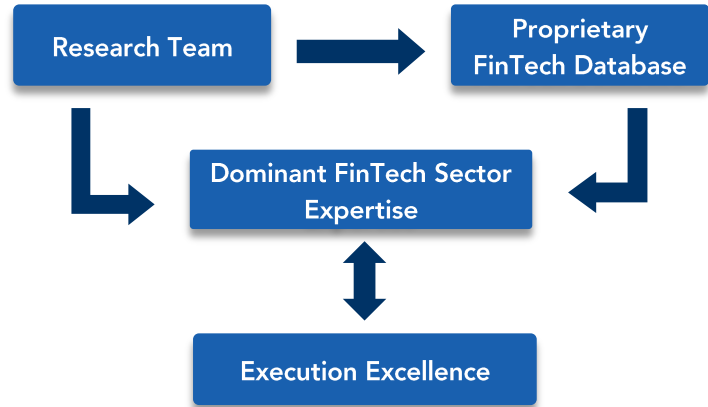 Research Team
Proprietary
FinTech Database
Dominant FinTech Sector
Expertise
Execution Excellence